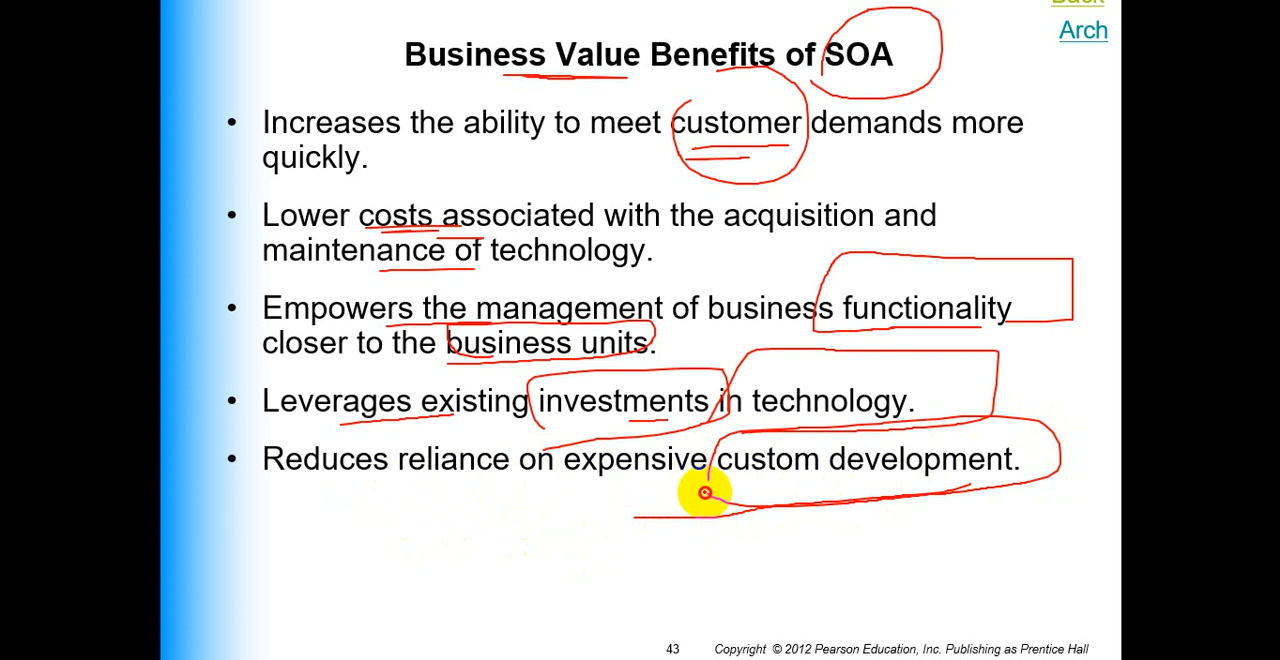 Back
Arch
Business Value Benefits of SOA
• Increases the ability to meet customer demands more
quickly.
• Lower costs associated with the acquisition and
maintenance of technology.
• Empowers the management of business functionality
closer to the business units.
• Leverages existing investments in technology.
• Reduces reliance on expensive custom development.
43 Copyright © 2012 Pearson Education, Inc. Publishing as Prentice Hall